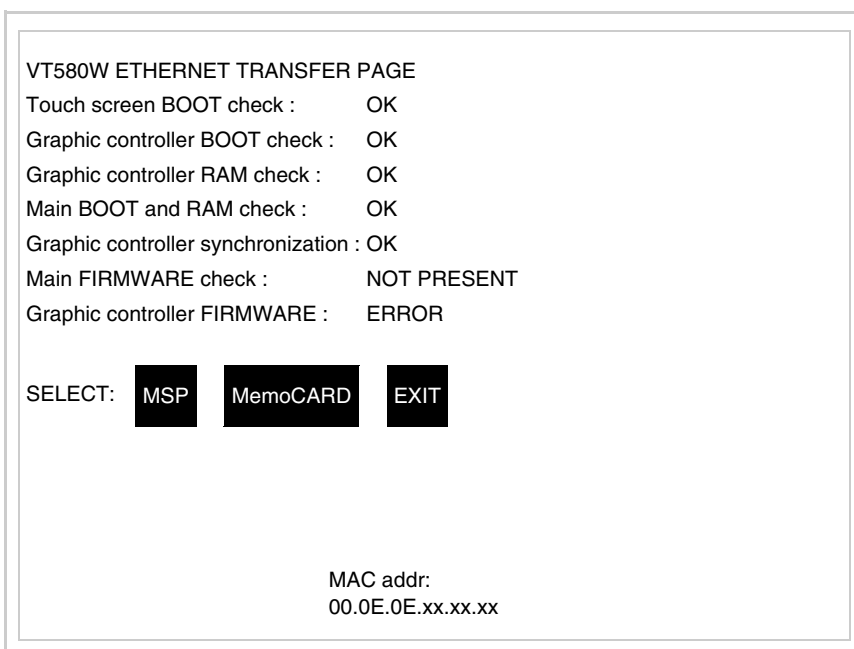 VT580W ETHERNET TRANSFER PAGE
Touch screen BOOT check : OK
Graphic controller BOOT check : OK
Graphic controller RAM check : OK
Main BOOT and RAM check : OK
Graphic controller synchronization : OK
Main FIRMWARE check : NOT PRESENT
Graphic controller FIRMWARE : ERROR
SELECT: MSP MemoCARD EXIT
MAC addr:
00.0E.0E.xx.xx.xx